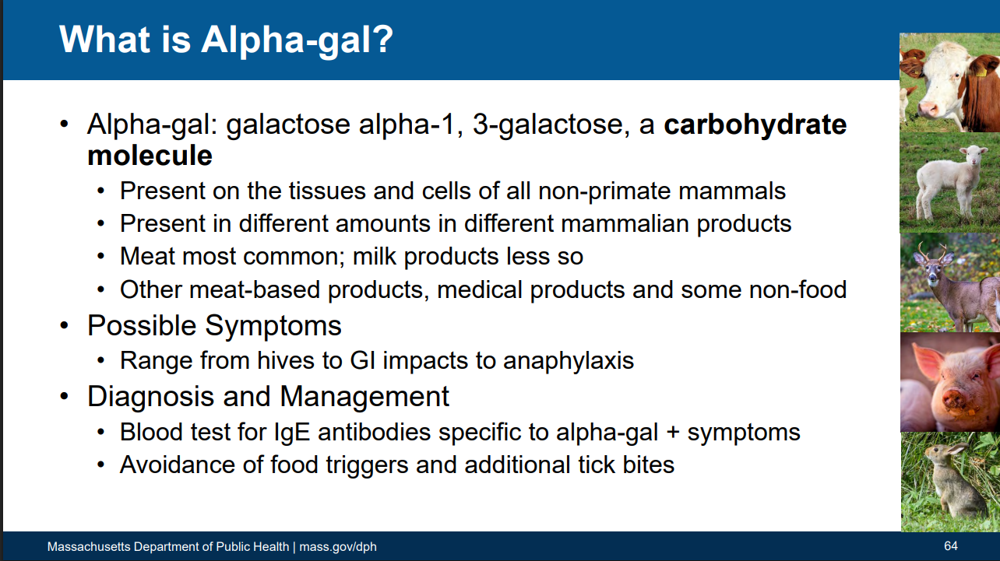 What is Alpha-gal?
• Alpha-gal: galactose alpha-1, 3-galactose, a carbohydrate
molecule
• Present on the tissues and cells of all non-primate mammals
• Present in different amounts in different mammalian products
• Meat most common; milk products less so
• Other meat-based products, medical products and some non-food
• Possible Symptoms
• Range from hives to GI impacts to anaphylaxis
• Diagnosis and Management
• Blood test for IgE antibodies specific to alpha-gal + symptoms
• Avoidance of food triggers and additional tick bites
Massachusetts Department of Public Health | mass.gov/dph
64